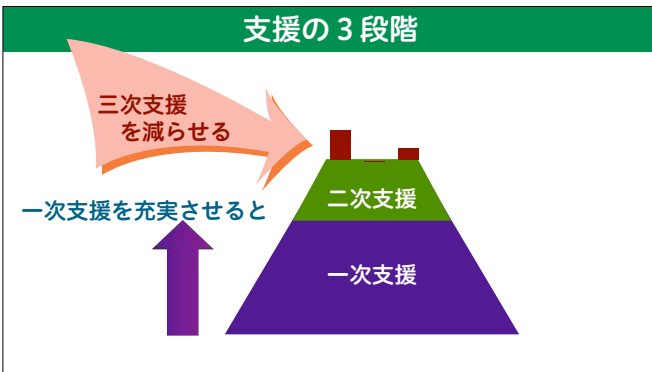 支援の３段階
三次支援
を減らせる
一次支援を充実させると
二次支援
一次支援